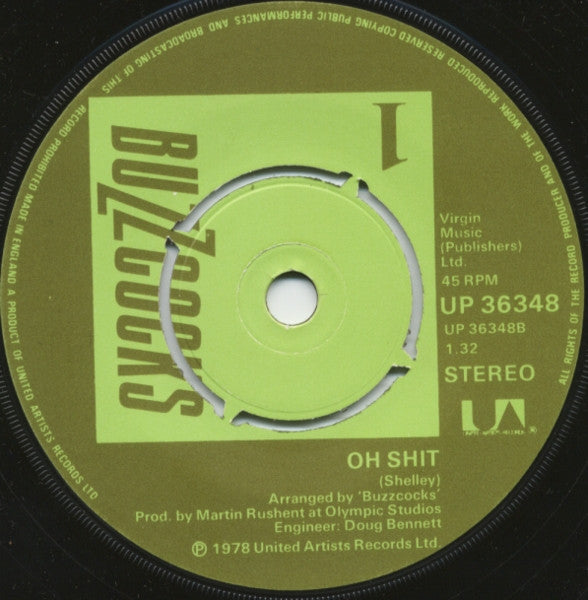 ALL RIGHTS OF THE RECORD PRODUCER AND OF THE WORK REPRODUCED RESERVED COPYING PUBLIC PERFORMANCES AND BROADCASTING OF THIS RECORD PROHIBITED MADE IN ENGLAND A PRODUCT OF UNITED ARTISTS RECORDS LTD
BUZZCOCKS
1
Virgin
Music
(Publishers)
Ltd.
45 RPM
UP 36348
UP 36348B
1.32
STEREO
UA
OH SHIT
(Shelley)
Arranged by 'Buzzcocks'
Prod. by Martin Rushent at Olympic Studios
Engineer: Doug Bennett
Ⓟ 1978 United Artists Records Ltd.